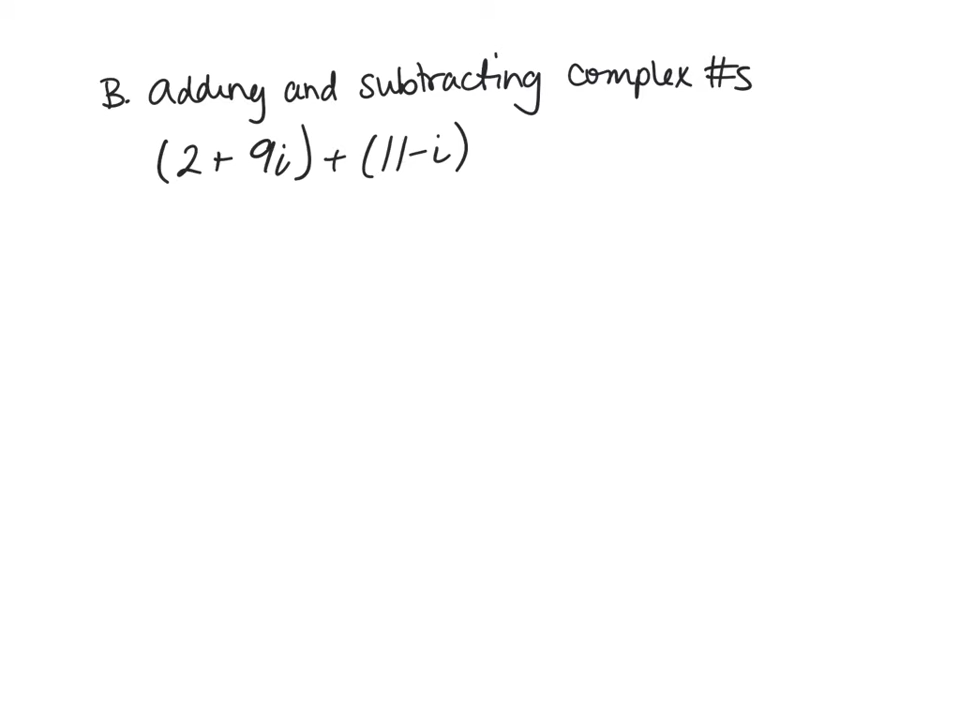 B. Adding and subtracting complex #s
(2 + 9i) + (11 - i)